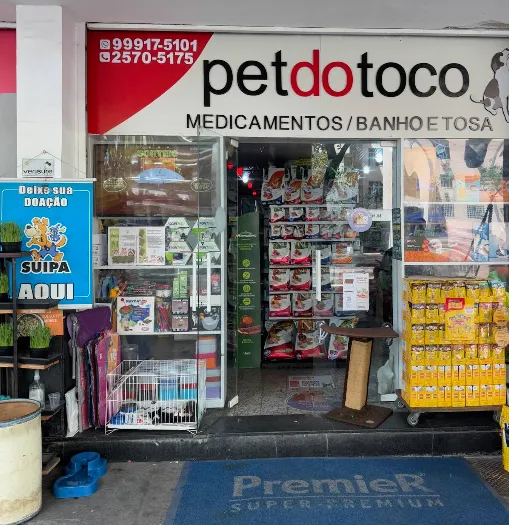 99917-5101
2570-5175
petdotoco
MEDICAMENTOS / BANHO E TOSA
Deixe sua
DOAÇÃO
SUIPA
AQUI
PremieR®
SUPER PREMIUM